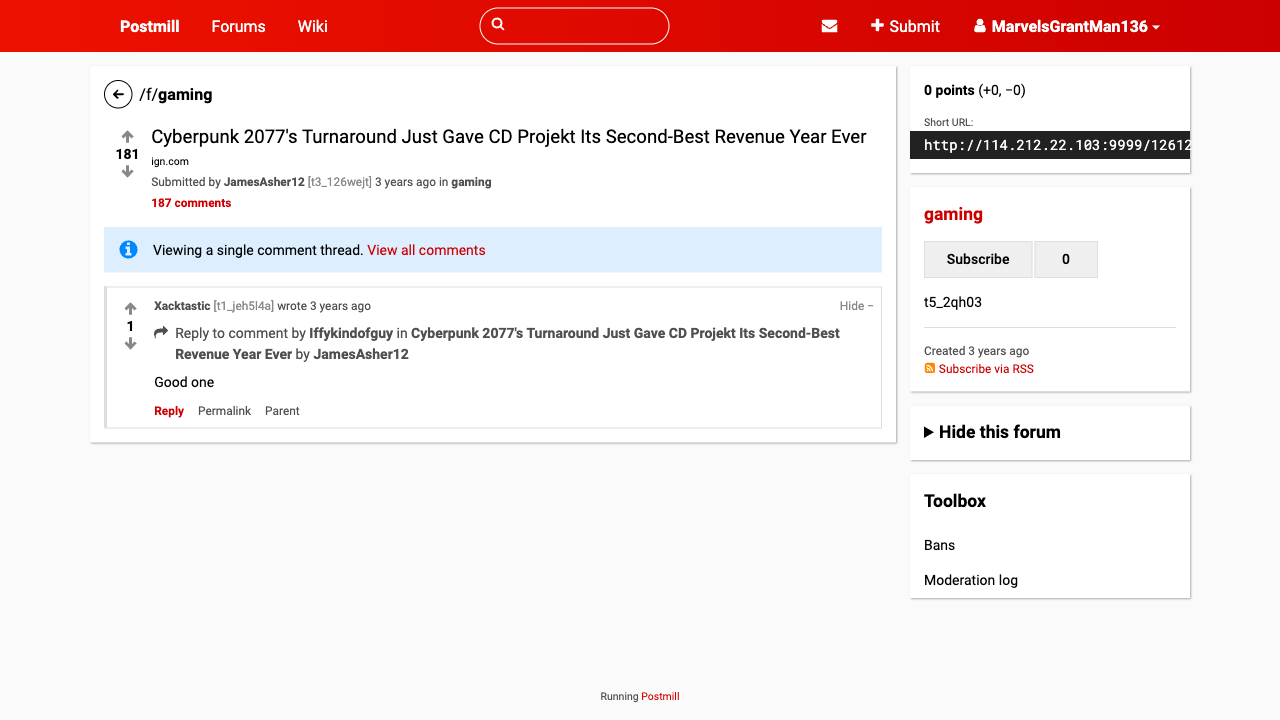 Postmill
Forums
Wiki
Submit
MarvelsGrantMan136
/f/gaming
181
Cyberpunk 2077's Turnaround Just Gave CD Projekt Its Second-Best Revenue Year Ever
ign.com
Submitted by JamesAsher12 [t3_126wejt] 3 years ago in gaming
187 comments
Viewing a single comment thread. View all comments
1
Xacktastic [t1_jeh5l4a] wrote 3 years ago
Hide −
Reply to comment by Iffykindofguy in Cyberpunk 2077's Turnaround Just Gave CD Projekt Its Second-Best
Revenue Year Ever by JamesAsher12
Good one
Reply
Permalink
Parent
0 points (+0, −0)
Short URL:
http://114.212.22.103:9999/12612
gaming
Subscribe
0
t5_2qh03
Created 3 years ago
Subscribe via RSS
Hide this forum
Toolbox
Bans
Moderation log
Running Postmill